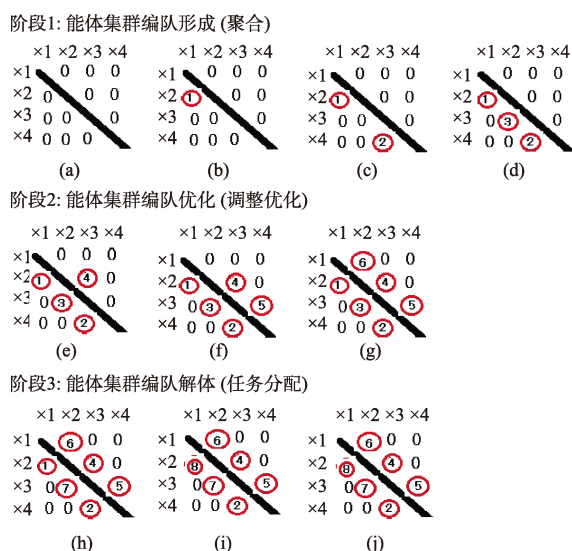 阶段1: 能体集群编队形成 (聚合)
×1 ×2 ×3 ×4
×1 0 0 0
×2 0 0 0
×3 0 0 0
×4 0 0 0
(a)
×1 ×2 ×3 ×4
×1 0 0 0
×2 1 0 0
×3 0 0 0
×4 0 0 0
(b)
×1 ×2 ×3 ×4
×1 0 0 0
×2 1 0 0
×3 0 0 0
×4 0 0 2
(c)
×1 ×2 ×3 ×4
×1 0 0 0
×2 1 0 0
×3 0 3 0
×4 0 0 2
(d)
阶段2: 能体集群编队优化 (调整优化)
×1 ×2 ×3 ×4
×1 0 0 0
×2 1 4 0
×3 0 3 0
×4 0 0 2
(e)
×1 ×2 ×3 ×4
×1 0 0 0
×2 1 4 0
×3 0 3 5
×4 0 0 2
(f)
×1 ×2 ×3 ×4
×1 6 0 0
×2 1 4 0
×3 0 3 5
×4 0 0 2
(g)
阶段3: 能体集群编队解体 (任务分配)
×1 ×2 ×3 ×4
×1 6 0 0
×2 1 4 0
×3 0 7 5
×4 0 0 2
(h)
×1 ×2 ×3 ×4
×1 6 0 0
×2 8 4 0
×3 0 7 5
×4 0 0 2
(i)
×1 ×2 ×3 ×4
×1 6 0 0
×2 8 4 0
×3 0 7 5
×4 0 0 2
(j)